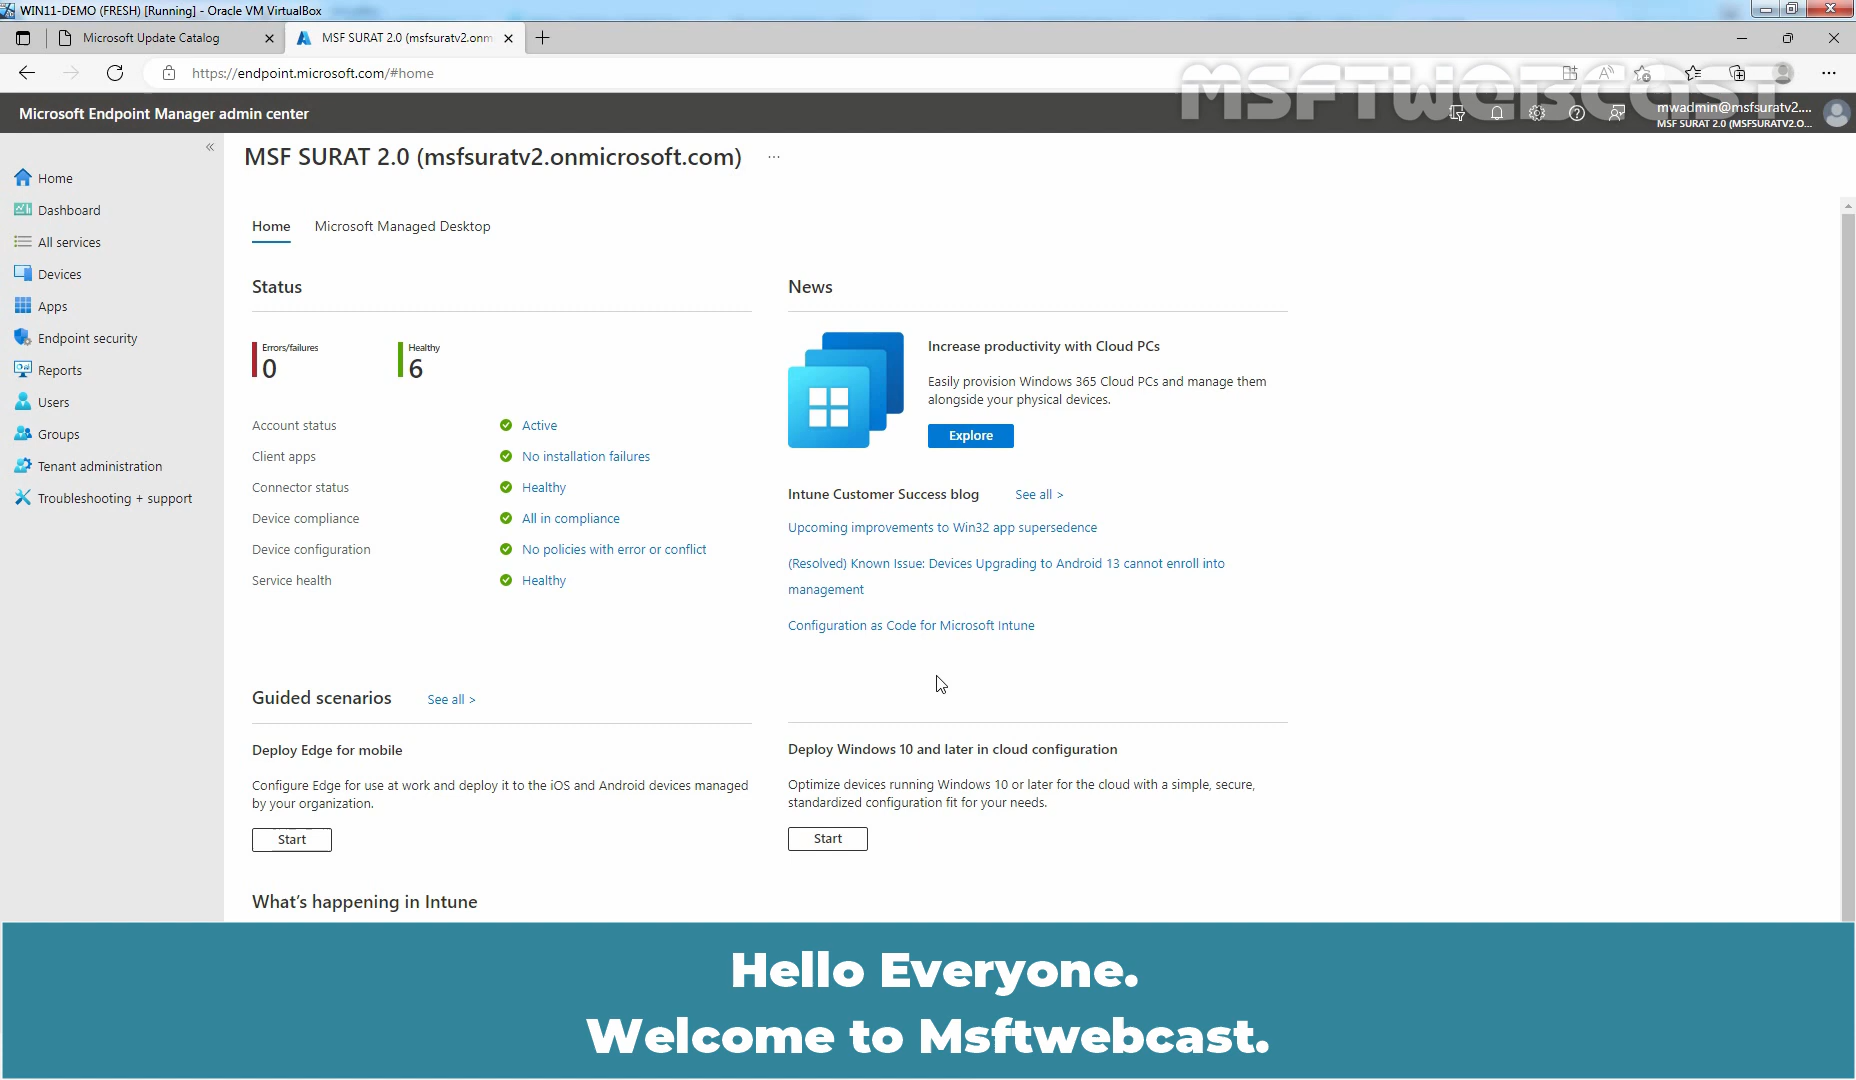 WIN11-DEMO (FRESH) [Running] - Oracle VM VirtualBox
Microsoft Update Catalog
MSF SURAT 2.0 (msfsuratv2.onm
https://endpoint.microsoft.com/#home
MSFTWEBCAST
Microsoft Endpoint Manager admin center
mwadmin@msfsuratv2....
MSF SURAT 2.0 (MSFSURATV2.O...
MSF SURAT 2.0 (msfsuratv2.onmicrosoft.com) ...
Home
Dashboard
All services
Devices
Apps
Endpoint security
Reports
Users
Groups
Tenant administration
Troubleshooting + support
Home Microsoft Managed Desktop
Status
Errors/failures
0
Healthy
6
Account status Active
Client apps No installation failures
Connector status Healthy
Device compliance All in compliance
Device configuration No policies with error or conflict
Service health Healthy
News
Increase productivity with Cloud PCs
Easily provision Windows 365 Cloud PCs and manage them
alongside your physical devices.
Explore
Intune Customer Success blog See all >
Upcoming improvements to Win32 app supersedence
(Resolved) Known Issue: Devices Upgrading to Android 13 cannot enroll into
management
Configuration as Code for Microsoft Intune
Guided scenarios See all >
Deploy Edge for mobile
Configure Edge for use at work and deploy it to the iOS and Android devices managed
by your organization.
Start
Deploy Windows 10 and later in cloud configuration
Optimize devices running Windows 10 or later for the cloud with a simple, secure,
standardized configuration fit for your needs.
Start
What's happening in Intune
Hello Everyone.
Welcome to Msftwebcast.